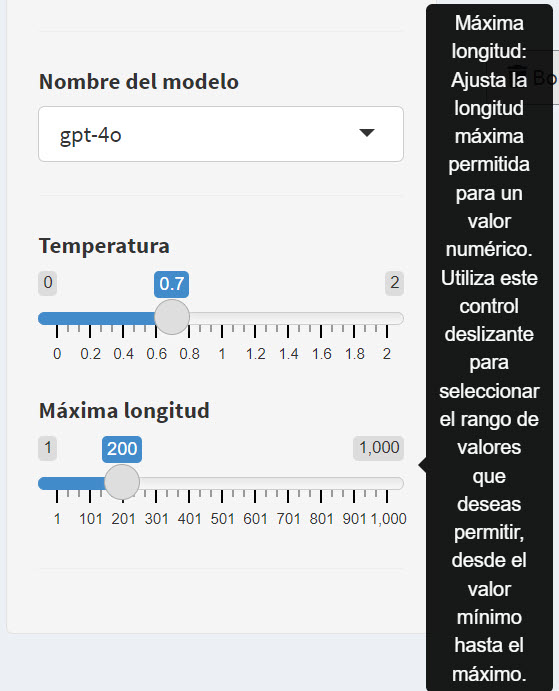 Nombre del modelo
gpt-4o
Temperatura
0 0.7 2
0 0.2 0.4 0.6 0.8 1 1.2 1.4 1.6 1.8 2
Máxima longitud
1 200 1,000
1 101 201 301 401 501 601 701 801 901 1,000
Máxima
longitud:
Ajusta la
longitud
máxima
permitida
para un
valor
numérico.
Utiliza este
control
deslizante
para
seleccionar
el rango de
valores
que
deseas
permitir,
desde el
valor
mínimo
hasta el
máximo.